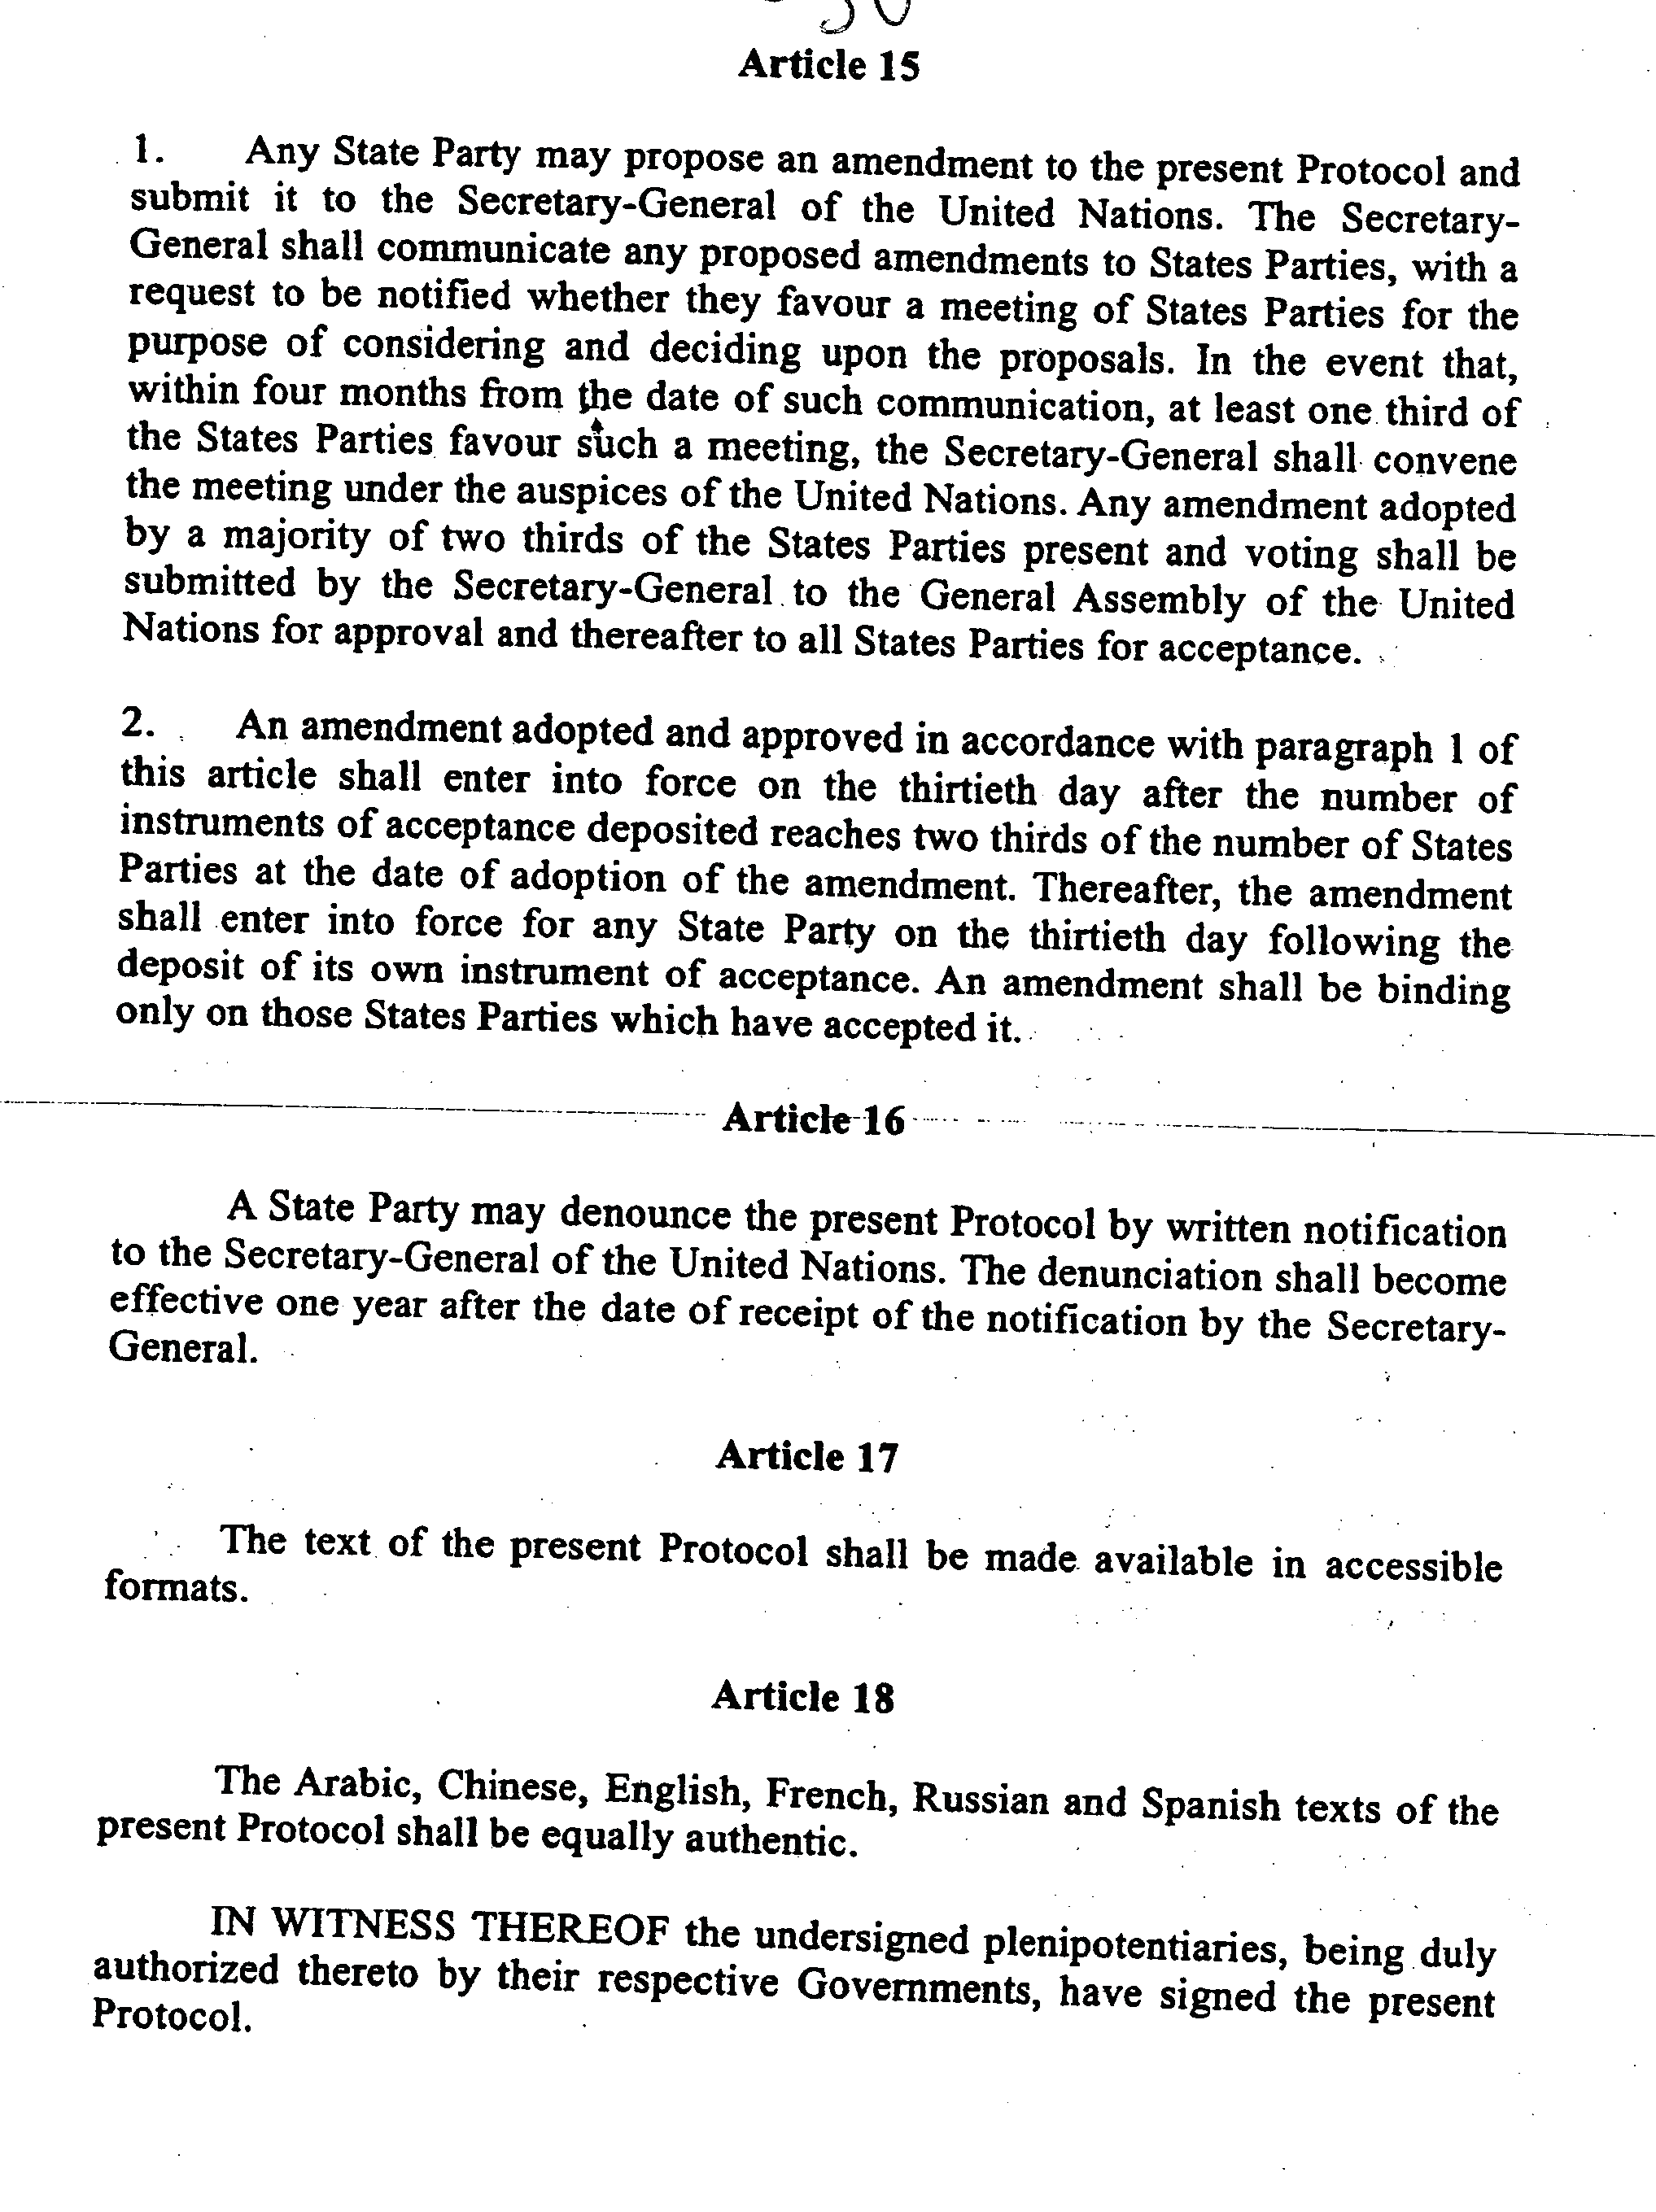 Article 15
1. Any State Party may propose an amendment to the present Protocol and
submit it to the Secretary-General of the United Nations. The Secretary-
General shall communicate any proposed amendments to States Parties, with a
request to be notified whether they favour a meeting of States Parties for the
purpose of considering and deciding upon the proposals. In the event that,
within four months from the date of such communication, at least one third of
the States Parties favour such a meeting, the Secretary-General shall convene
the meeting under the auspices of the United Nations. Any amendment adopted
by a majority of two thirds of the States Parties present and voting shall be
submitted by the Secretary-General to the General Assembly of the United
Nations for approval and thereafter to all States Parties for acceptance.
2. An amendment adopted and approved in accordance with paragraph 1 of
this article shall enter into force on the thirtieth day after the number of
instruments of acceptance deposited reaches two thirds of the number of States
Parties at the date of adoption of the amendment. Thereafter, the amendment
shall enter into force for any State Party on the thirtieth day following the
deposit of its own instrument of acceptance. An amendment shall be binding
only on those States Parties which have accepted it.
Article 16
A State Party may denounce the present Protocol by written notification
to the Secretary-General of the United Nations. The denunciation shall become
effective one year after the date of receipt of the notification by the Secretary-
General.
Article 17
The text of the present Protocol shall be made available in accessible
formats.
Article 18
The Arabic, Chinese, English, French, Russian and Spanish texts of the
present Protocol shall be equally authentic.
IN WITNESS THEREOF the undersigned plenipotentiaries, being duly
authorized thereto by their respective Governments, have signed the present
Protocol.